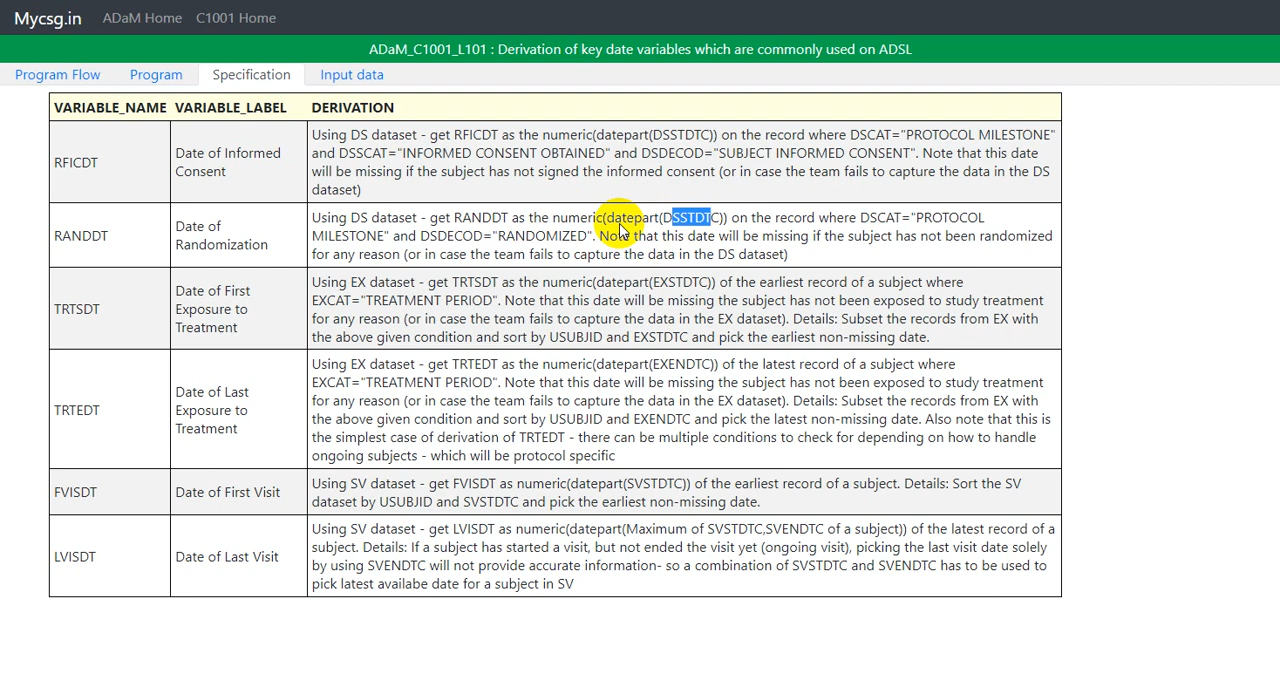 Mycsg.in ADaM Home C1001 Home
ADaM_C1001_L101 : Derivation of key date variables which are commonly used on ADSL
Program Flow Program Specification Input data
VARIABLE_NAME VARIABLE_LABEL DERIVATION
RFICDT
Date of Informed
Consent
Using DS dataset - get RFICDT as the numeric(datepart(DSSTDTC)) on the record where DSCAT="PROTOCOL MILESTONE"
and DSSCAT="INFORMED CONSENT OBTAINED" and DSDECOD="SUBJECT INFORMED CONSENT". Note that this date
will be missing if the subject has not signed the informed consent (or in case the team fails to capture the data in the DS
dataset)
RANDDT
Date of
Randomization
Using DS dataset - get RANDDT as the numeric(datepart(DSSTDTC)) on the record where DSCAT="PROTOCOL
MILESTONE" and DSDECOD="RANDOMIZED". Note that this date will be missing if the subject has not been randomized
for any reason (or in case the team fails to capture the data in the DS dataset)
TRTSDT
Date of First
Exposure to
Treatment
Using EX dataset - get TRTSDT as the numeric(datepart(EXSTDTC)) of the earliest record of a subject where
EXCAT="TREATMENT PERIOD". Note that this date will be missing the subject has not been exposed to study treatment
for any reason (or in case the team fails to capture the data in the EX dataset). Details: Subset the records from EX with
the above given condition and sort by USUBJID and EXSTDTC and pick the earliest non-missing date.
TRTEDT
Date of Last
Exposure to
Treatment
Using EX dataset - get TRTEDT as the numeric(datepart(EXENDTC)) of the latest record of a subject where
EXCAT="TREATMENT PERIOD". Note that this date will be missing the subject has not been exposed to study treatment
for any reason (or in case the team fails to capture the data in the EX dataset). Details: Subset the records from EX with
the above given condition and sort by USUBJID and EXENDTC and pick the latest non-missing date. Also note that this is
the simplest case of derivation of TRTEDT - there can be multiple conditions to check for depending on how to handle
ongoing subjects - which will be protocol specific
FVISDT
Date of First Visit
Using SV dataset - get FVISDT as numeric(datepart(SVSTDTC)) of the earliest record of a subject. Details: Sort the SV
dataset by USUBJID and SVSTDTC and pick the earliest non-missing date.
LVISDT
Date of Last Visit
Using SV dataset - get LVISDT as numeric(datepart(Maximum of SVSTDTC,SVENDTC of a subject)) of the latest record of a
subject. Details: If a subject has started a visit, but not ended the visit yet (ongoing visit), picking the last visit date solely
by using SVENDTC will not provide accurate information- so a combination of SVSTDTC and SVENDTC has to be used to
pick latest availabe date for a subject in SV